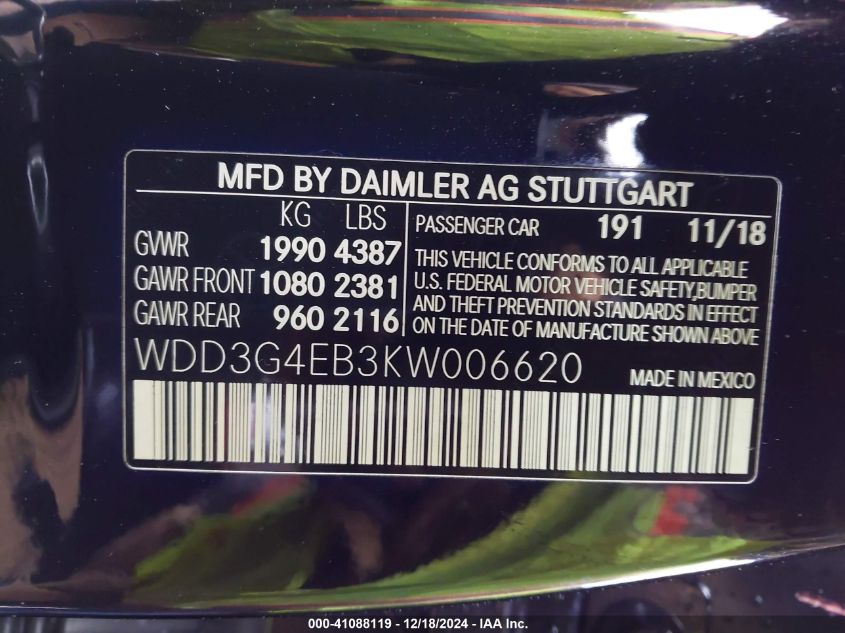 MFD BY DAIMLER AG STUTTGART
KG LBS
GVWR 1990 4387
GAWR FRONT 1080 2381
GAWR REAR 960 2116
PASSENGER CAR 191 11/18
THIS VEHICLE CONFORMS TO ALL APPLICABLE
U.S. FEDERAL MOTOR VEHICLE SAFETY,BUMPER
AND THEFT PREVENTION STANDARDS IN EFFECT
ON THE DATE OF MANUFACTURE SHOWN ABOVE
WDD3G4EB3KW006620
MADE IN MEXICO
000-41088119 - 12/18/2024 - IAA Inc.